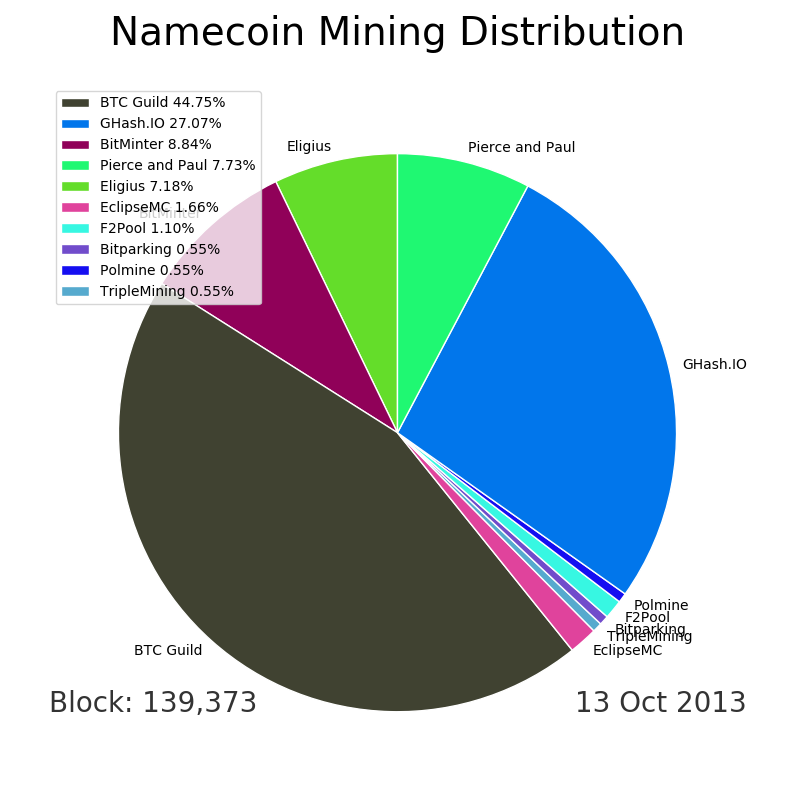 Namecoin Mining Distribution
BTC Guild 44.75%
GHash.IO 27.07%
BitMinter 8.84%
Pierce and Paul 7.73%
Eligius 7.18%
EclipseMC 1.66%
F2Pool 1.10%
Bitparking 0.55%
Polmine 0.55%
TripleMining 0.55%
Eligius
Pierce and Paul
BitMinter
GHash.IO
Polmine
F2Pool
Bitparking
TripleMining
EclipseMC
BTC Guild
Block: 139,373
13 Oct 2013